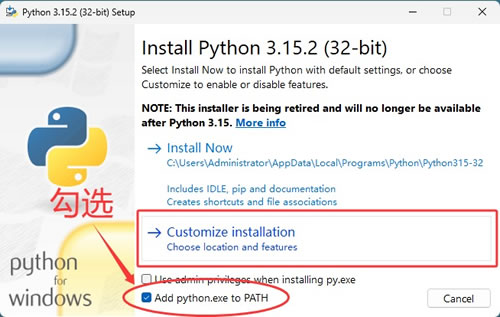 Python 3.15.2 (32-bit) Setup
Install Python 3.15.2 (32-bit)
Select Install Now to install Python with default settings, or choose
Customize to enable or disable features.
NOTE: This installer is being retired and will no longer be available
after Python 3.15. More info
Install Now
C:\Users\Administrator\AppData\Local\Programs\Python\Python315-32
Includes IDLE, pip and documentation
Creates shortcuts and file associations
勾选
Customize installation
Choose location and features
python
for
windows
Use admin privileges when installing py.exe
Add python.exe to PATH
Cancel